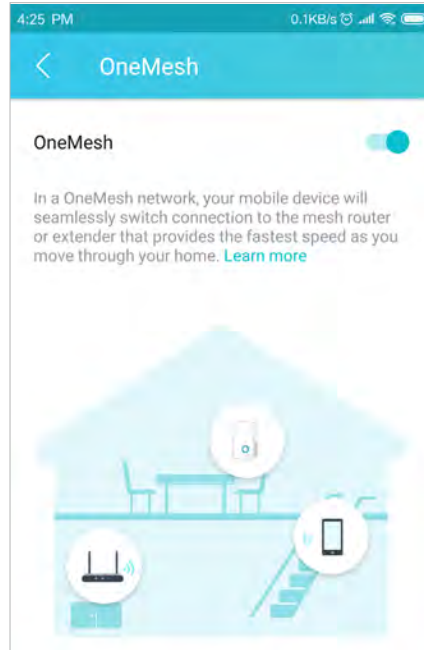 4:25 PM 0.1KB/s
OneMesh
OneMesh
In a OneMesh network, your mobile device will
seamlessly switch connection to the mesh router
or extender that provides the fastest speed as you
move through your home. Learn more